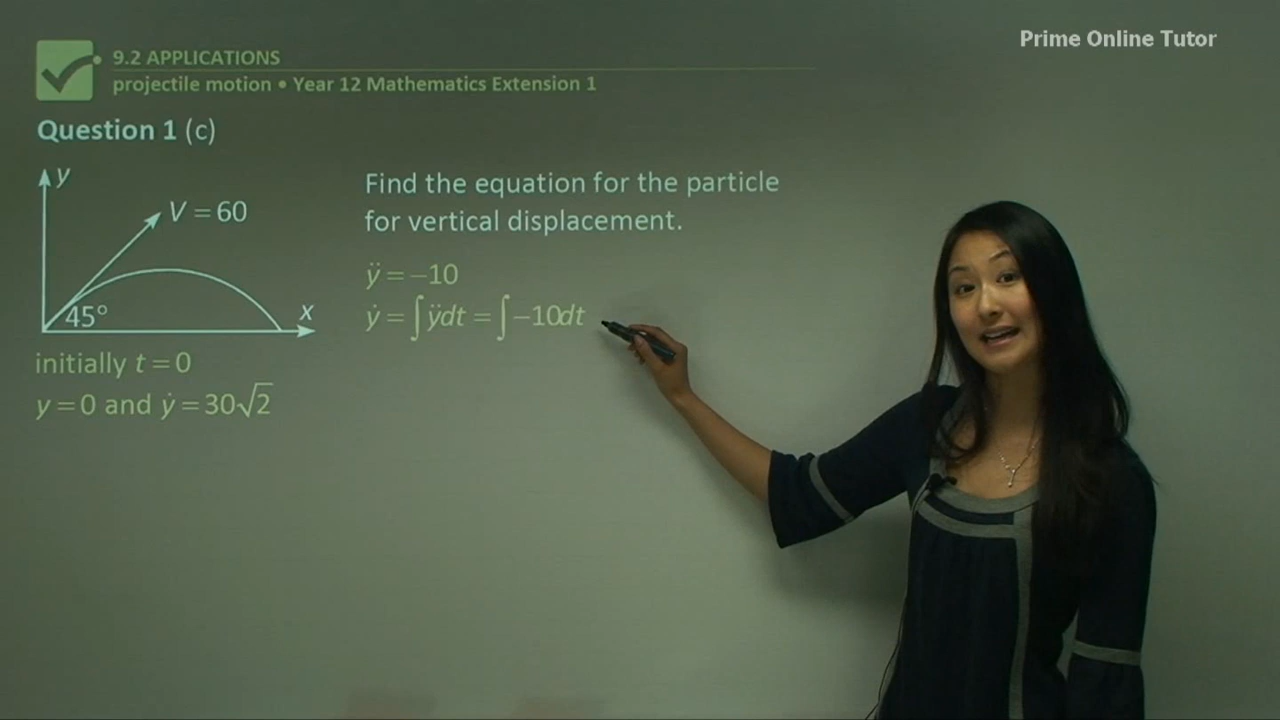 Prime Online Tutor
9.2 APPLICATIONS
projectile motion • Year 12 Mathematics Extension 1
Question 1 (c)
y
V = 60
45°
x
initially t = 0
y = 0 and ẏ = 30√2
Find the equation for the particle
for vertical displacement.
ÿ = −10
ẏ = ∫ ÿdt = ∫ −10dt